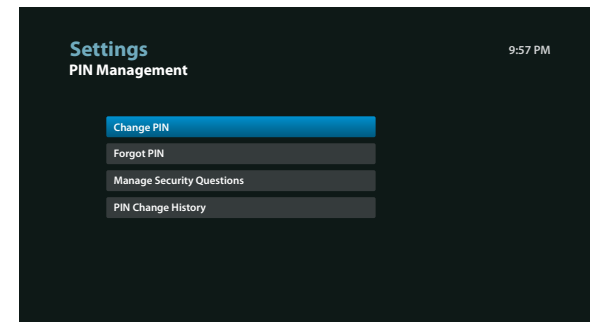 Settings
9:57 PM
PIN Management
Change PIN
Forgot PIN
Manage Security Questions
PIN Change History